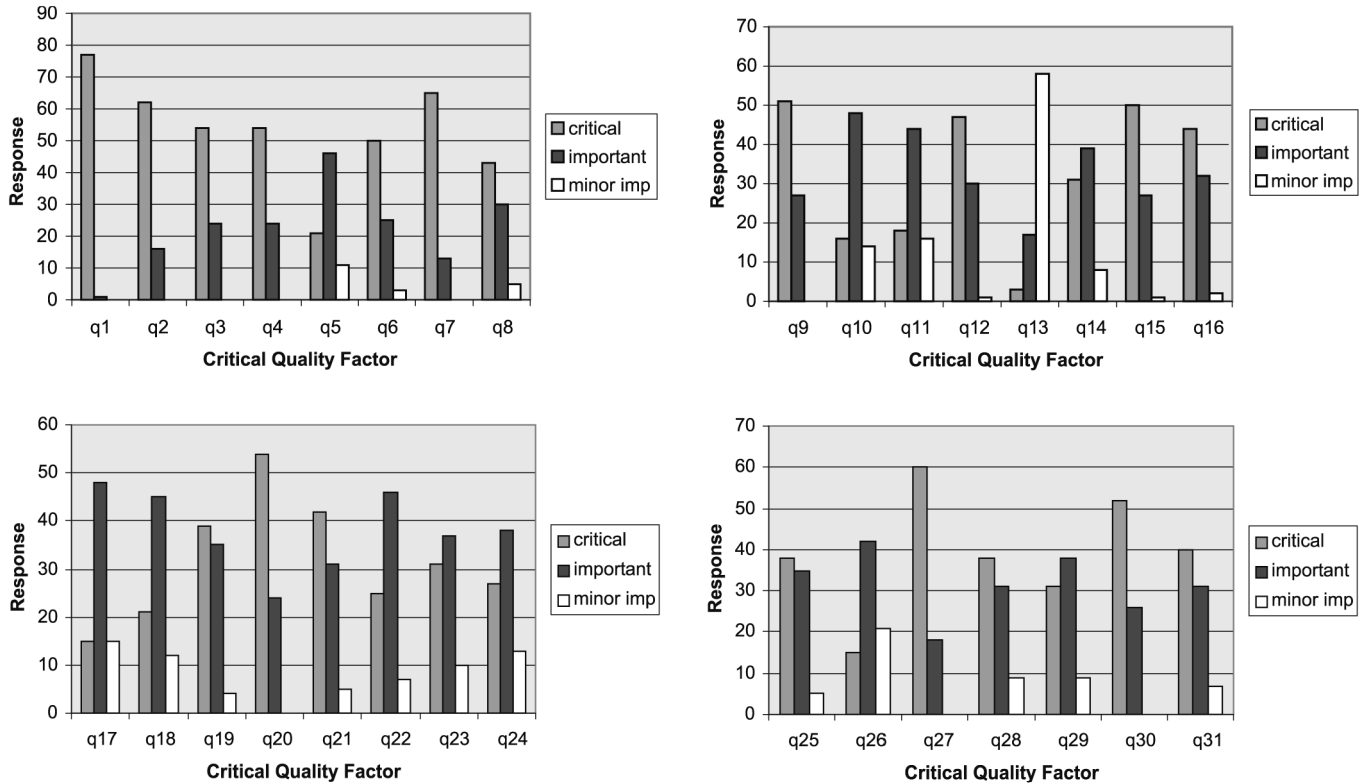 90
80
70
60
50
40
30
20
10
0
Response
q1 q2 q3 q4 q5 q6 q7 q8
Critical Quality Factor
critical
important
minor imp
70
60
50
40
30
20
10
0
Response
q9 q10 q11 q12 q13 q14 q15 q16
Critical Quality Factor
critical
important
minor imp
60
50
40
30
20
10
0
Response
q17 q18 q19 q20 q21 q22 q23 q24
Critical Quality Factor
critical
important
minor imp
70
60
50
40
30
20
10
0
Response
q25 q26 q27 q28 q29 q30 q31
Critical Quality Factor
critical
important
minor imp